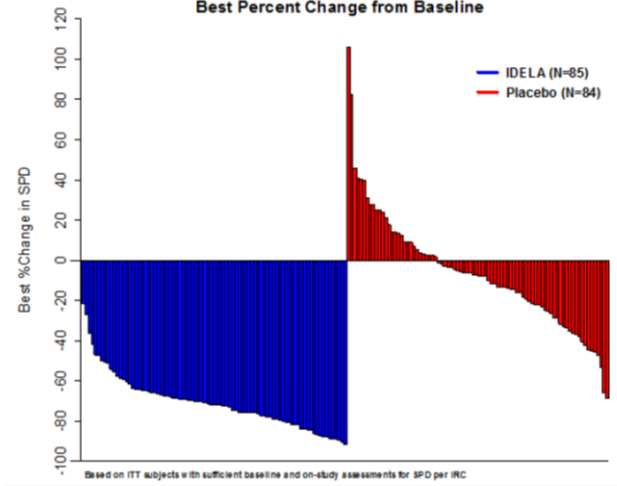 Best Percent Change from Baseline
120
100
80
60
40
20
0
-20
-40
-60
-80
-100
Best %Change in SPD
IDELA (N=85)
Placebo (N=84)
Based on ITT subjects with sufficient baseline and on-study assessments for SPD per IRC